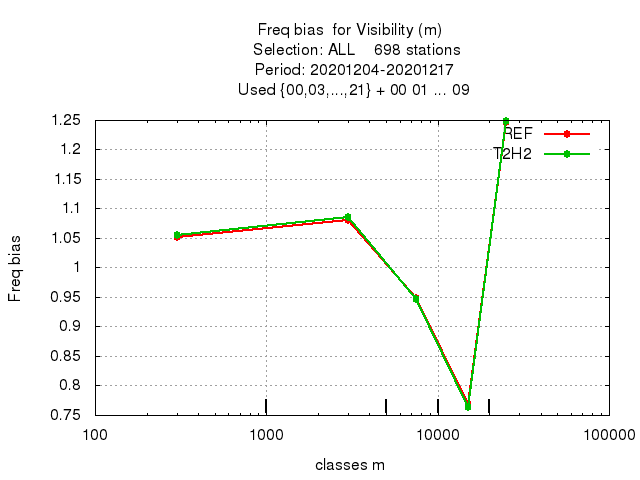 Freq bias  for Visibility (m)
Selection: ALL    698 stations
Period: 20201204-20201217
Used {00,03,...,21} + 00 01 ... 09
1.25
REF
1.2
T2H2
1.15
1.1
1.05
1
0.95
0.9
0.85
0.8
0.75
Freq bias
100
1000
10000
100000
classes m